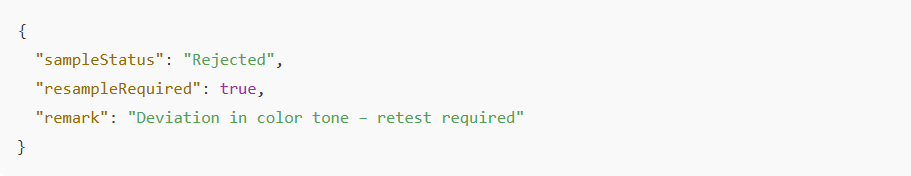 {
  "sampleStatus": "Rejected",
  "resampleRequired": true,
  "remark": "Deviation in color tone – retest required"
}